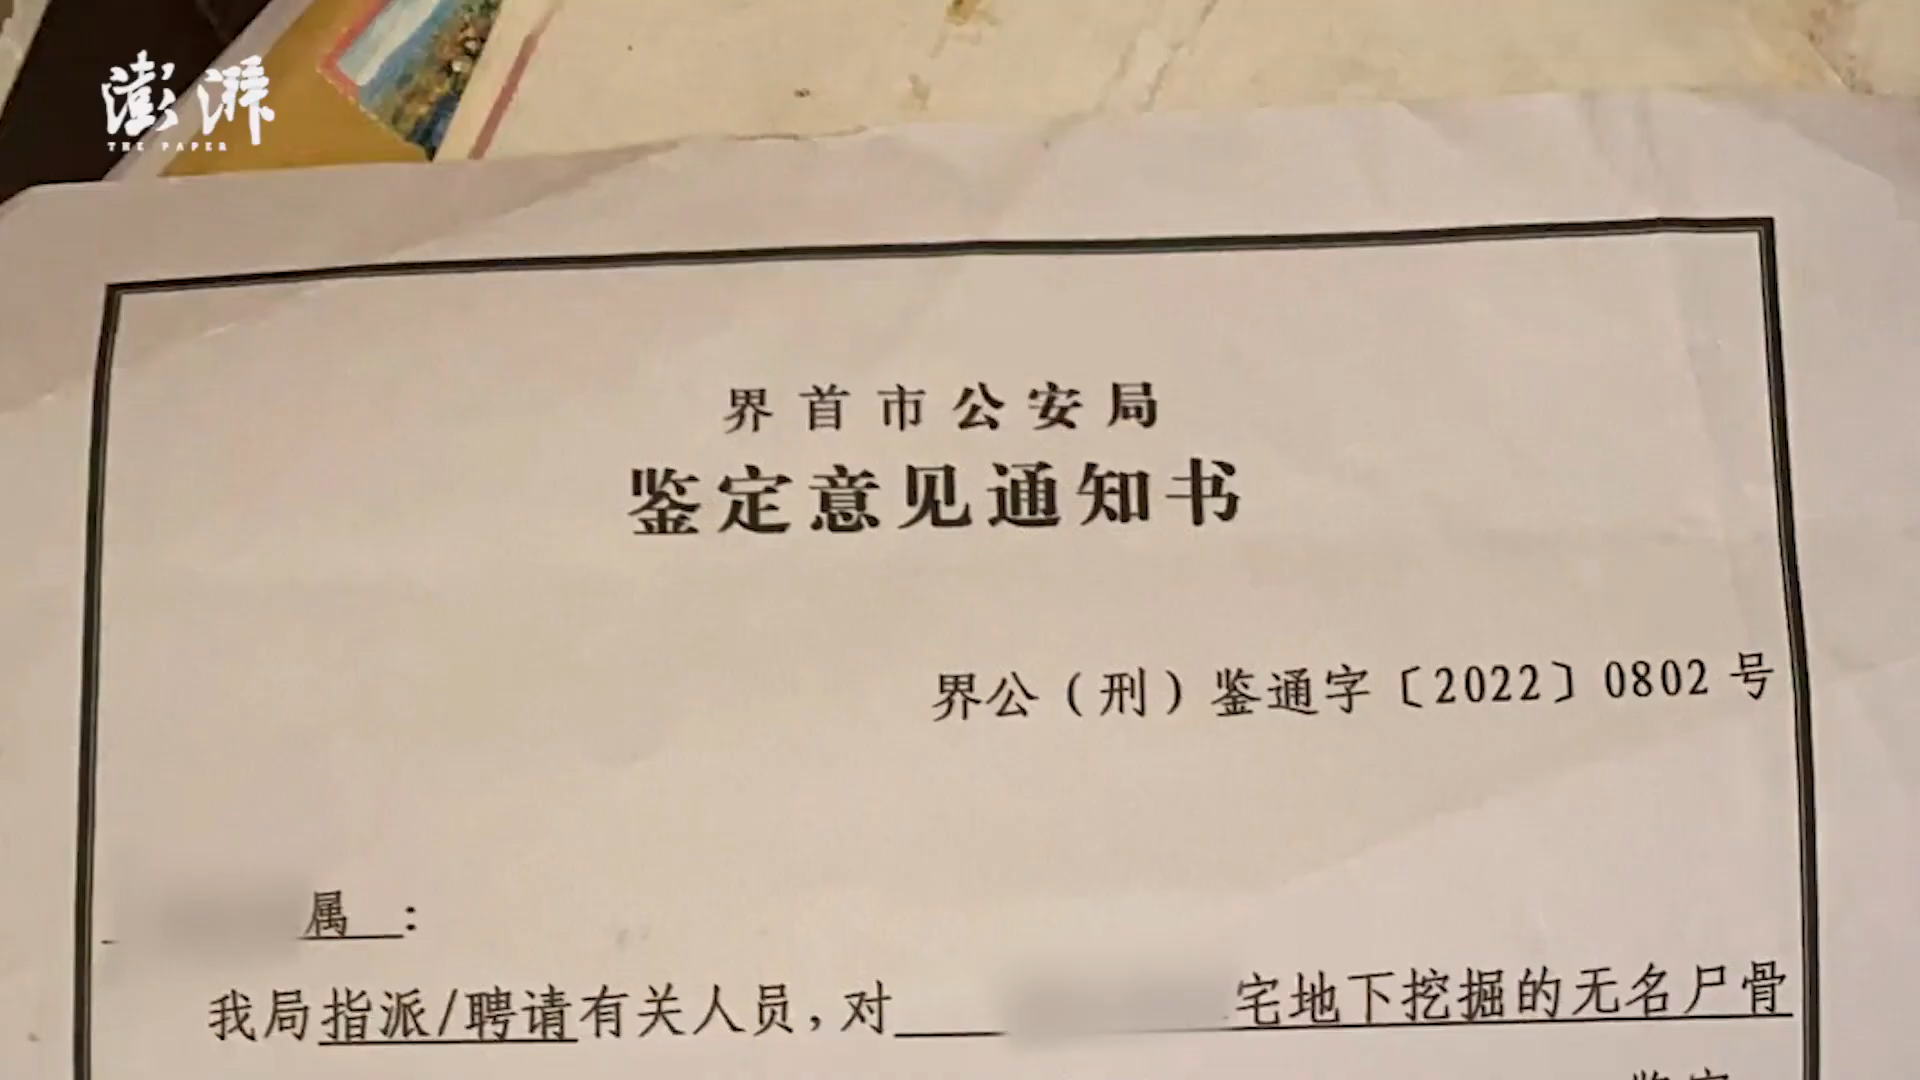 澎湃
THE PAPER
界首市公安局
鉴定意见通知书
界公（刑）鉴通字〔2022〕0802号
属：
我局指派/聘请有关人员，对 宅地下挖掘的无名尸骨